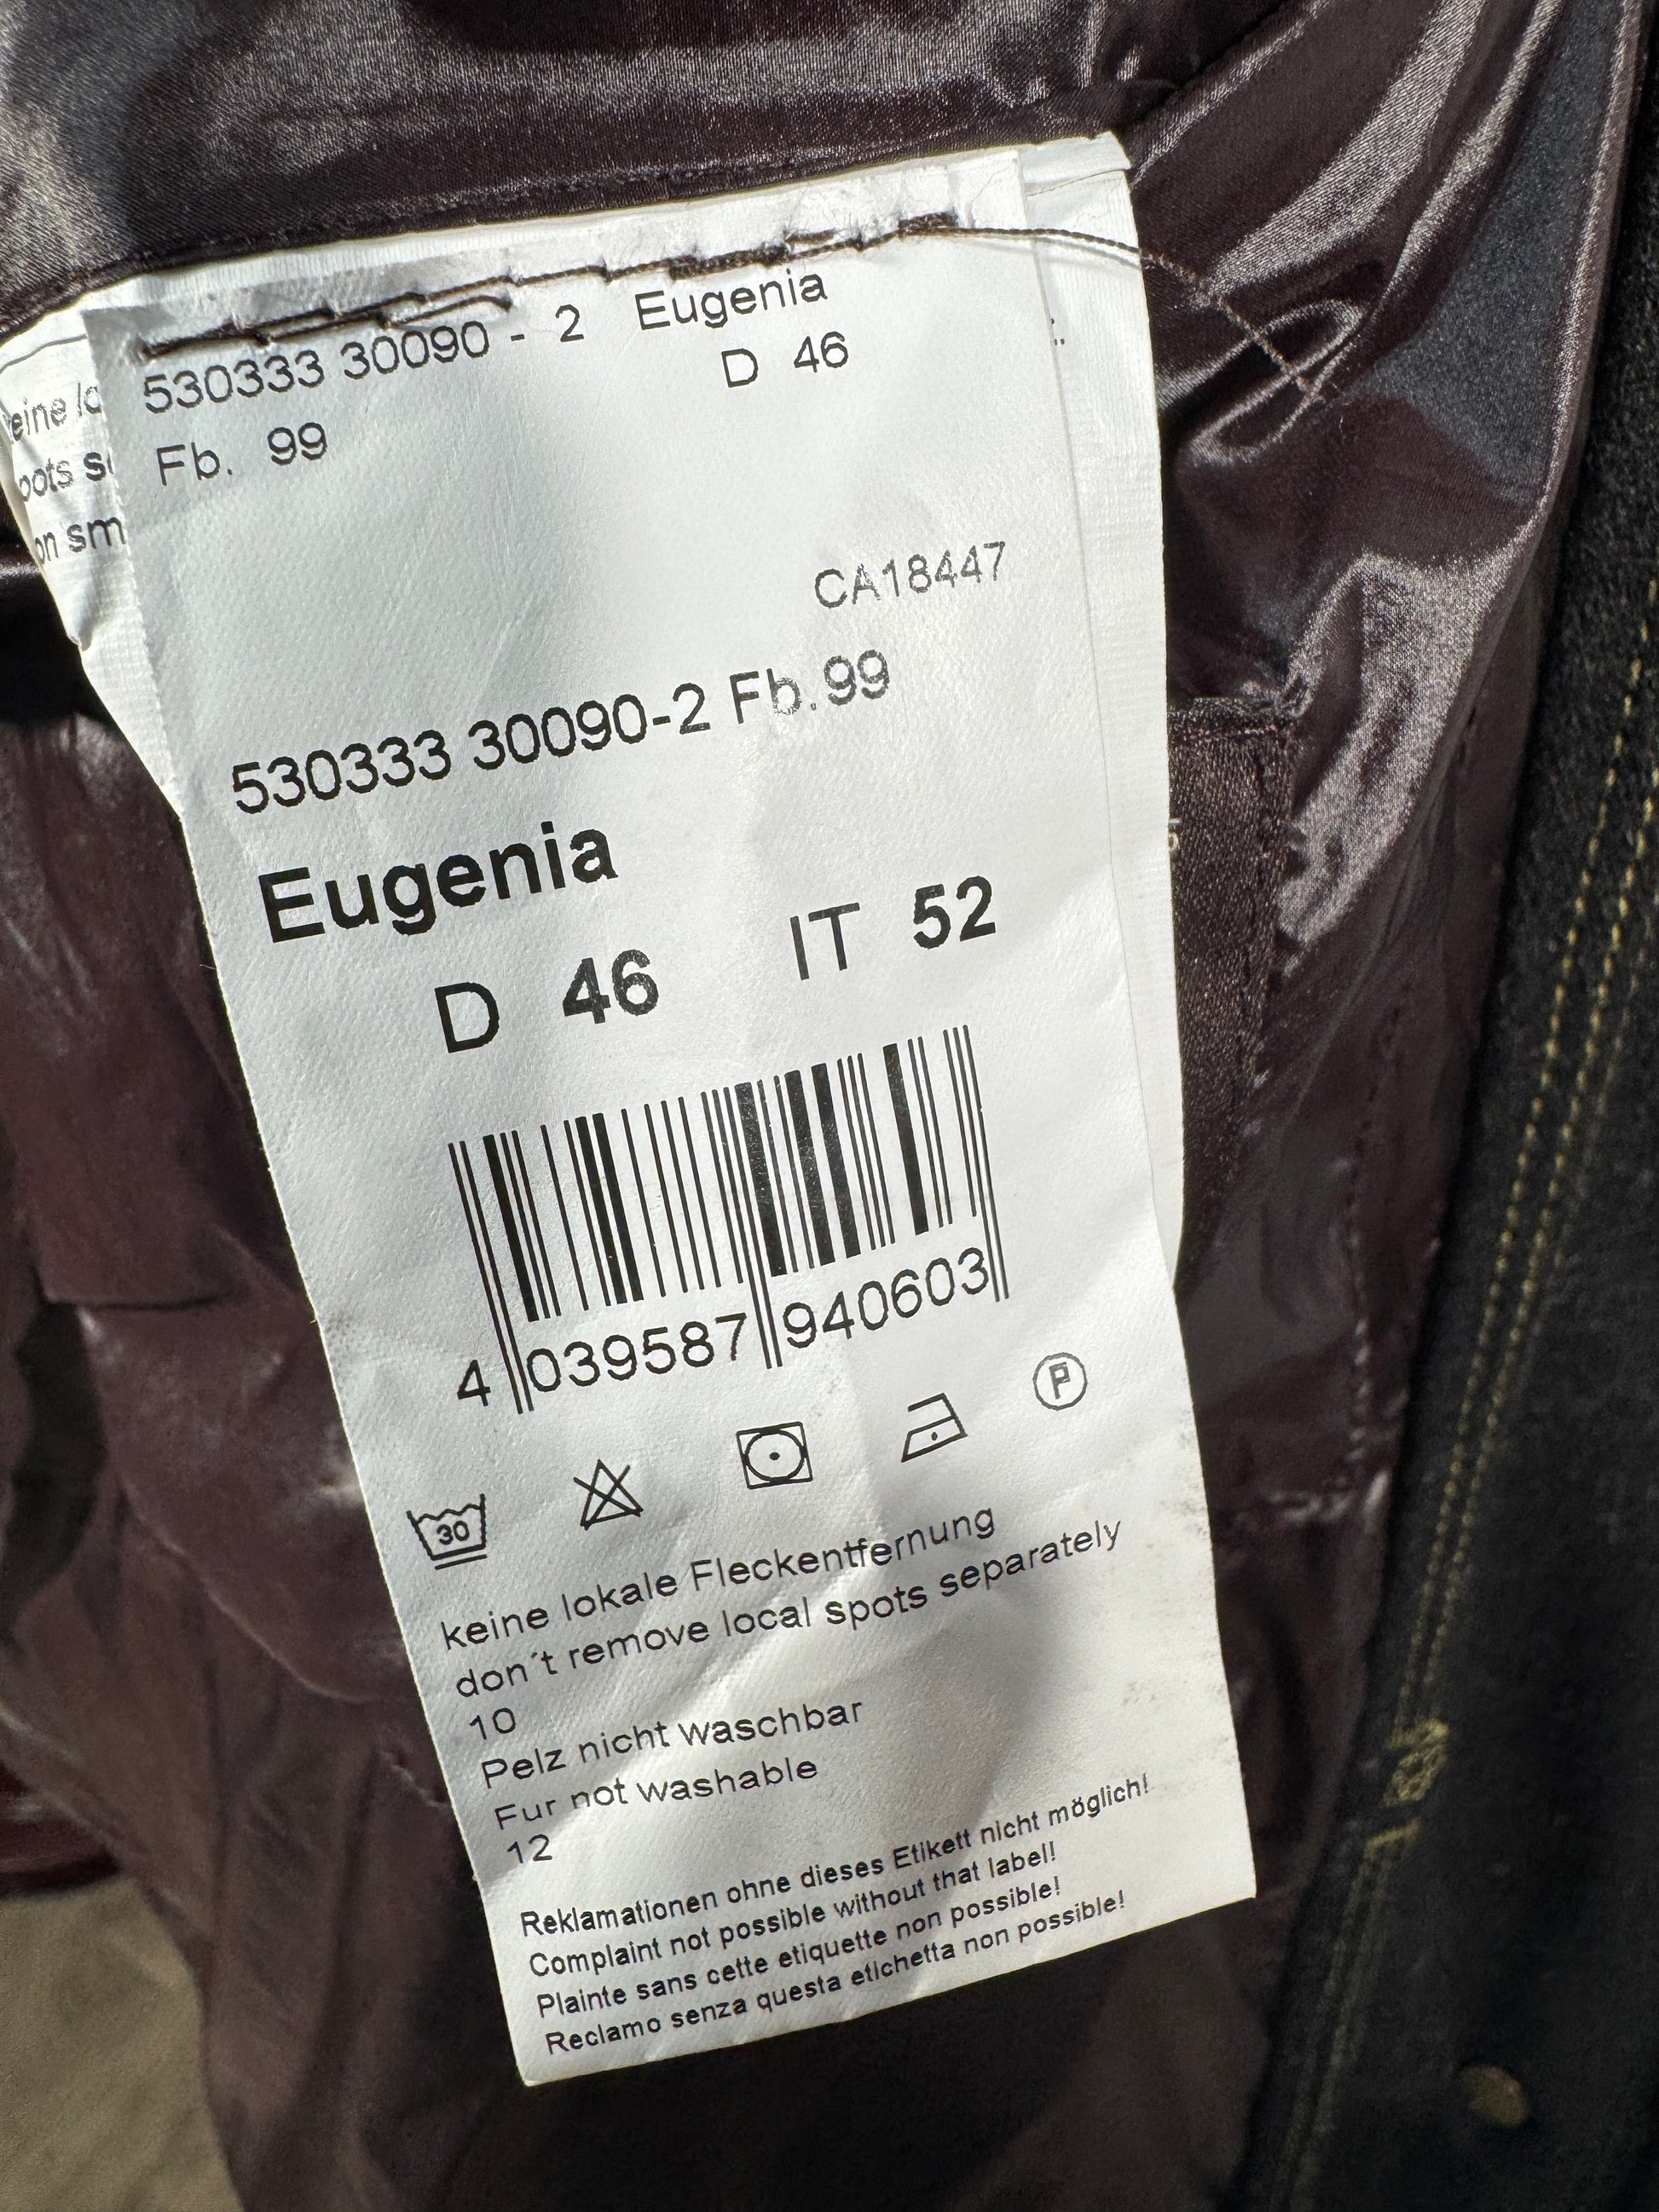 530333 30090 - 2 Eugenia
D 46
Fb. 99
CA18447
530333 30090-2 Fb.99
Eugenia
D 46 IT 52
4 039587 940603
30
P
keine lokale Fleckentfernung
don´t remove local spots separately
10
Pelz nicht waschbar
Fur not washable
12
Reklamationen ohne dieses Etikett nicht möglich!
Complaint not possible without that label!
Plainte sans cette etiquette non possible!
Reclamo senza questa etichetta non possible!